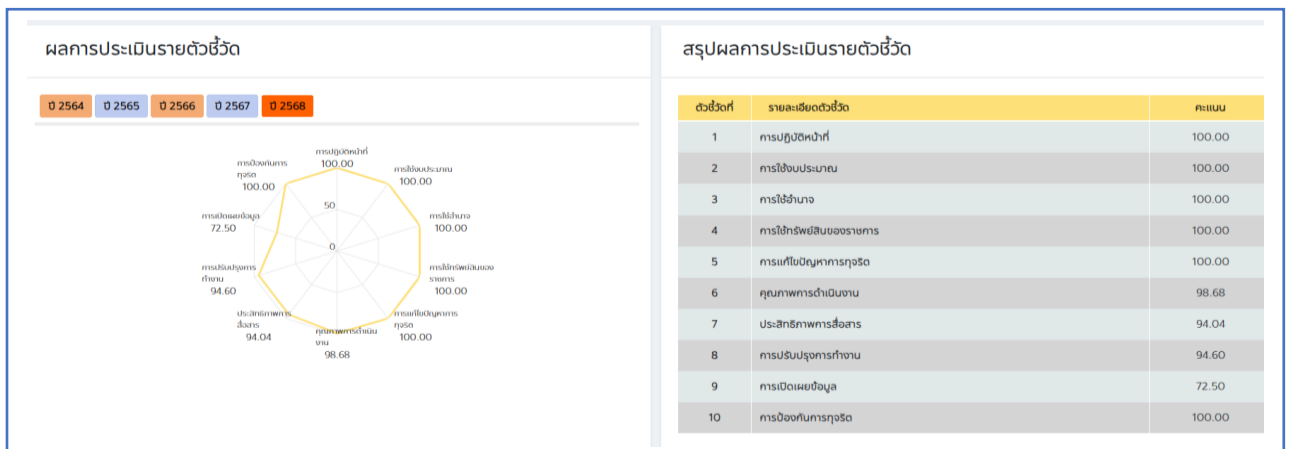 ผลการประเมินรายตัวชี้วัด
ปี 2564 ปี 2565 ปี 2566 ปี 2567 ปี 2568
การปฏิบัติหน้าที่
100.00
การใช้งบประมาณ
100.00
การใช้อำนาจ
100.00
การใช้ทรัพย์สินของ
ราชการ
100.00
การแก้ไขปัญหาการ
ทุจริต
100.00
คุณภาพการดำเนิน
งาน
98.68
ประสิทธิภาพการ
สื่อสาร
94.04
การปรับปรุงการ
ทำงาน
94.60
การเปิดเผยข้อมูล
72.50
การป้องกันการ
ทุจริต
100.00
50
0
สรุปผลการประเมินรายตัวชี้วัด
ตัวชี้วัดที่ รายละเอียดตัวชี้วัด คะแนน
1 การปฏิบัติหน้าที่ 100.00
2 การใช้งบประมาณ 100.00
3 การใช้อำนาจ 100.00
4 การใช้ทรัพย์สินของราชการ 100.00
5 การแก้ไขปัญหาการทุจริต 100.00
6 คุณภาพการดำเนินงาน 98.68
7 ประสิทธิภาพการสื่อสาร 94.04
8 การปรับปรุงการทำงาน 94.60
9 การเปิดเผยข้อมูล 72.50
10 การป้องกันการทุจริต 100.00